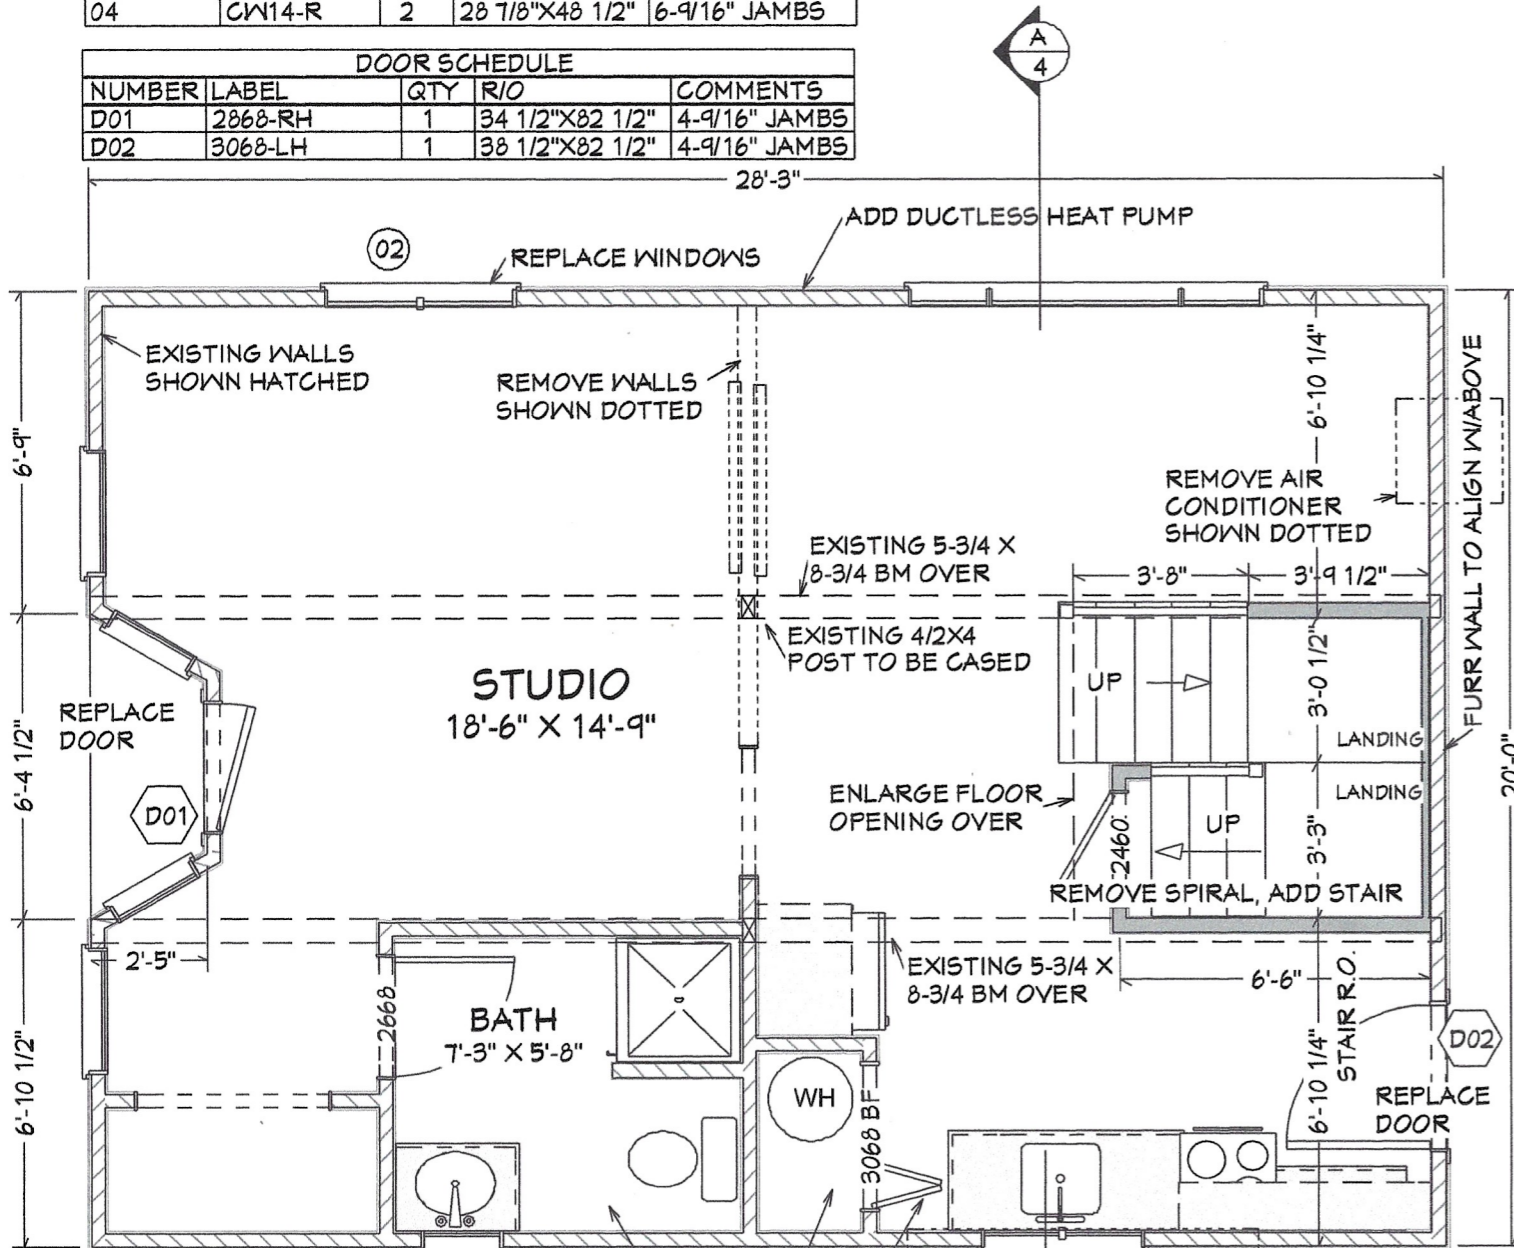 04 CW14-R 2 28 7/8"X48 1/2" 6-9/16" JAMBS
DOOR SCHEDULE
NUMBER LABEL QTY R/O COMMENTS
D01 2868-RH 1 34 1/2"X82 1/2" 4-9/16" JAMBS
D02 3068-LH 1 38 1/2"X82 1/2" 4-9/16" JAMBS
A
4
28'-3"
ADD DUCTLESS HEAT PUMP
02
REPLACE WINDOWS
EXISTING WALLS
SHOWN HATCHED
REMOVE WALLS
SHOWN DOTTED
6'-10 1/4"
6'-9"
FURR WALL TO ALIGN W/ABOVE
REMOVE AIR
CONDITIONER
SHOWN DOTTED
EXISTING 5-3/4 X
8-3/4 BM OVER
3'-8"
3'-9 1/2"
EXISTING 4/2X4
POST TO BE CASED
STUDIO
18'-6" X 14'-9"
UP
3'-0 1/2"
LANDING
REPLACE
DOOR
6'-4 1/2"
20'-0"
D01
ENLARGE FLOOR
OPENING OVER
LANDING
2460
UP
3'-3"
REMOVE SPIRAL, ADD STAIR
2'-5"
EXISTING 5-3/4 X
8-3/4 BM OVER
6'-6"
STAIR R.O.
2668
BATH
7'-3" X 5'-8"
D02
6'-10 1/2"
6'-10 1/4"
WH
3068 BF
REPLACE
DOOR